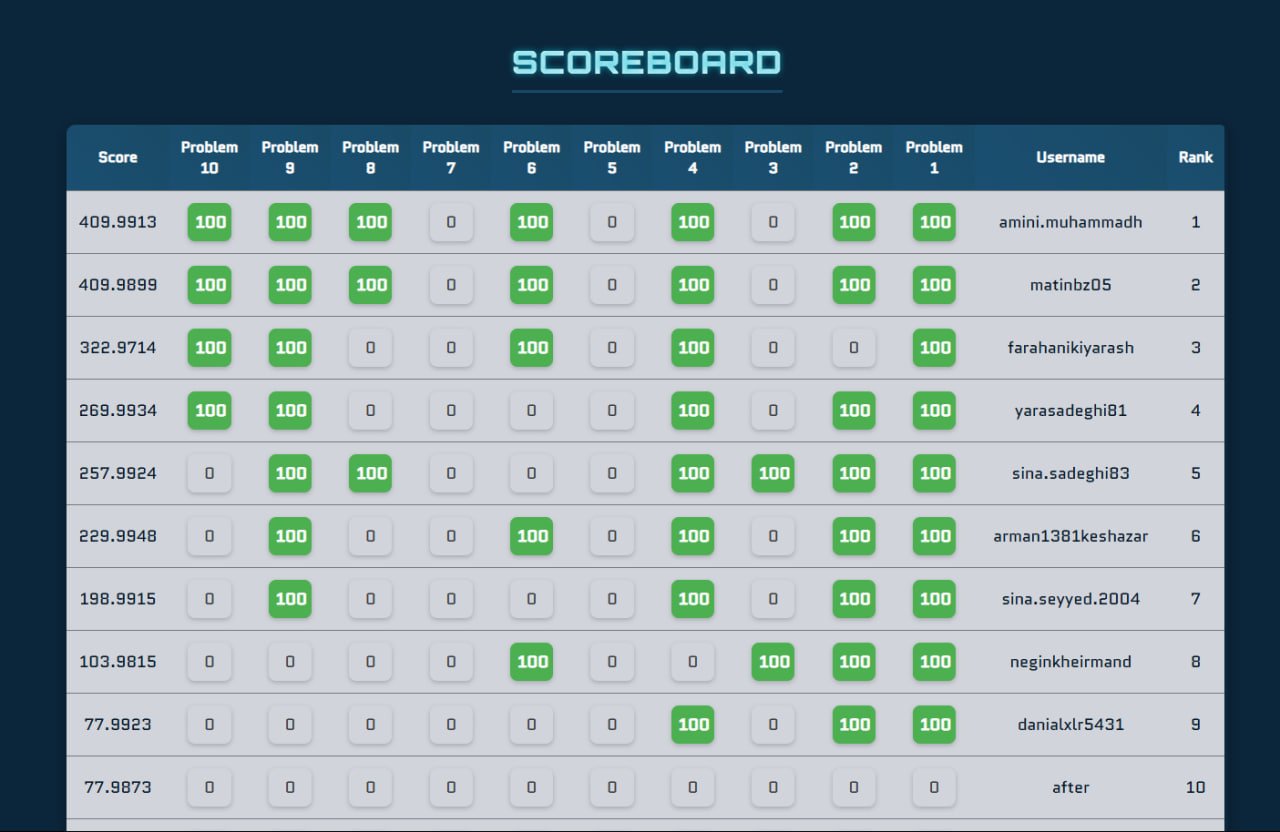 SCOREBOARD
Score Problem 10 Problem 9 Problem 8 Problem 7 Problem 6 Problem 5 Problem 4 Problem 3 Problem 2 Problem 1 Username Rank
409.9913 100 100 100 0 100 0 100 0 100 100 amini.muhammadh 1
409.9899 100 100 100 0 100 0 100 0 100 100 matinbz05 2
322.9714 100 100 0 0 100 0 100 0 0 100 farahanikiyarash 3
269.9934 100 100 0 0 0 0 100 0 100 100 yarasadeghi81 4
257.9924 0 100 100 0 0 0 100 100 100 100 sina.sadeghi83 5
229.9948 0 100 0 0 100 0 100 0 100 100 arman1381keshazar 6
198.9915 0 100 0 0 0 0 100 0 100 100 sina.seyyed.2004 7
103.9815 0 0 0 0 100 0 0 100 100 100 neginkheirmand 8
77.9923 0 0 0 0 0 0 100 0 100 100 danialxlr5431 9
77.9873 0 0 0 0 0 0 0 0 0 0 after 10